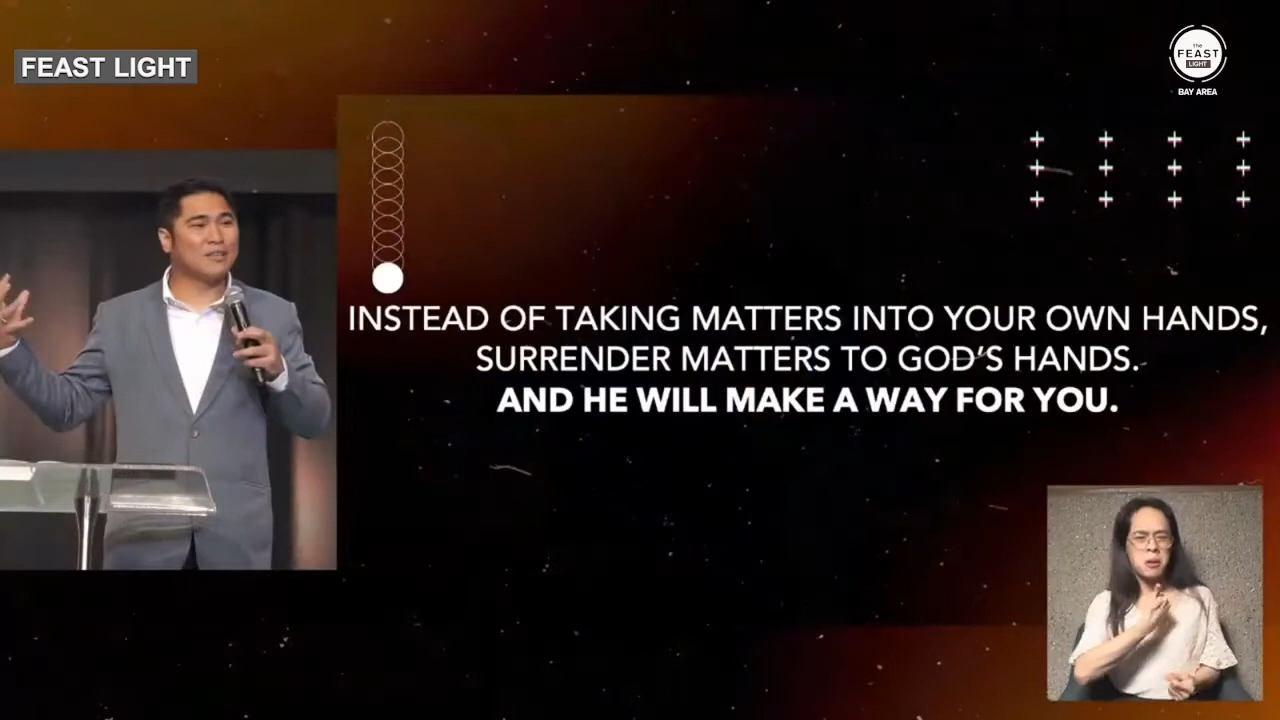 FEAST LIGHT
the
FEAST
LIGHT
BAY AREA
INSTEAD OF TAKING MATTERS INTO YOUR OWN HANDS,
SURRENDER MATTERS TO GOD'S HANDS.
AND HE WILL MAKE A WAY FOR YOU.